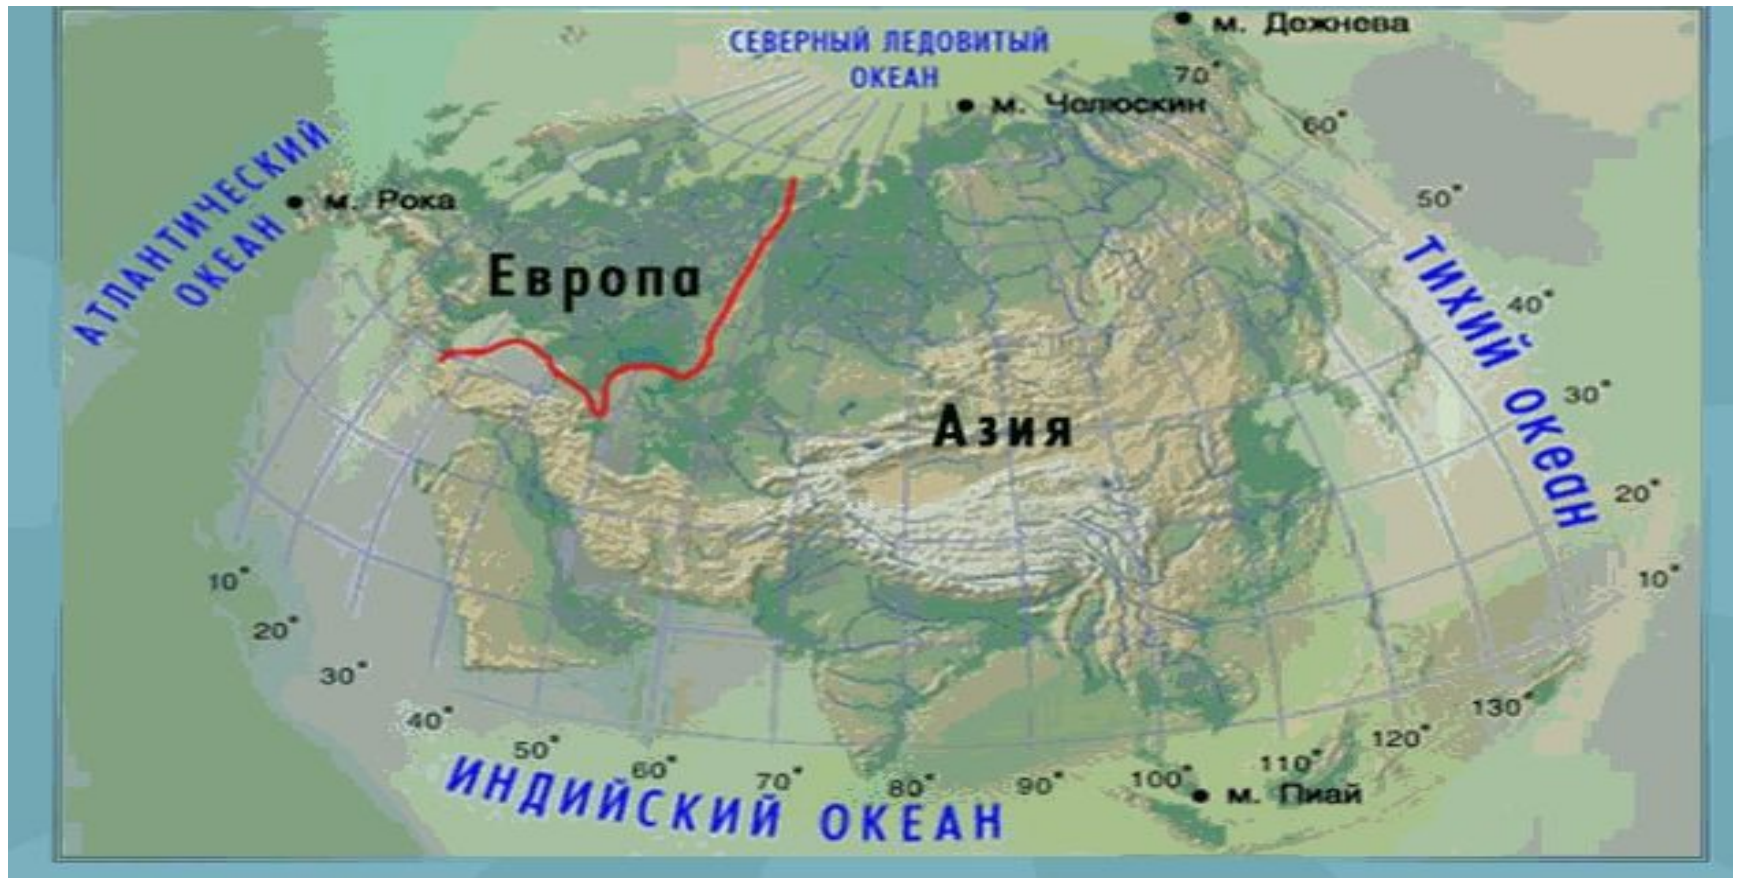 м. Дежнева
СЕВЕРНЫЙ ЛЕДОВИТЫЙ
ОКЕАН
70°
м. Челюскин
60°
АТЛАНТИЧЕСКИЙ
ОКЕАН
м. Рока
50°
ТИХИЙ ОКЕАН
Европа
40°
30°
Азия
20°
10°
10°
20°
30°
40°
50°
60°
70°
80°
90°
100°
110°
120°
130°
ИНДИЙСКИЙ ОКЕАН
м. Пиай